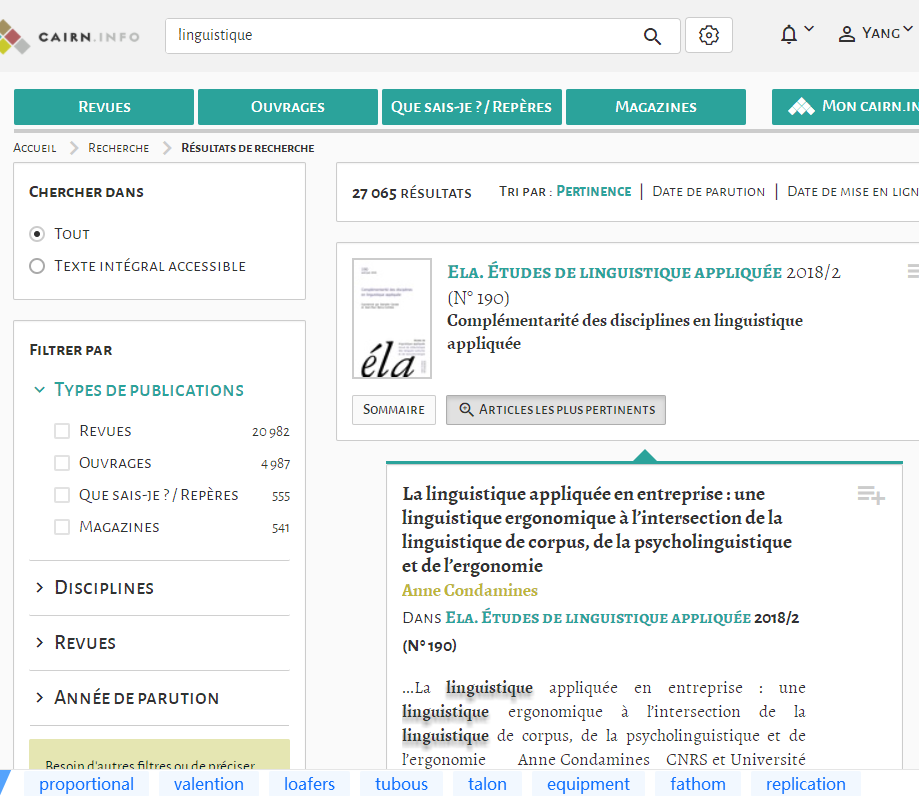 CAIRN.INFO
linguistique
YANG
REVUES
OUVRAGES
QUE SAIS-JE ? / REPÈRES
MAGAZINES
MON CAIRN.IN
ACCUEIL
RECHERCHE
RÉSULTATS DE RECHERCHE
CHERCHER DANS
TOUT
TEXTE INTÉGRAL ACCESSIBLE
FILTRER PAR
TYPES DE PUBLICATIONS
REVUES 20 982
OUVRAGES 4 987
QUE SAIS-JE ? / REPÈRES 555
MAGAZINES 541
DISCIPLINES
REVUES
ANNÉE DE PARUTION
Besoin d'autres filtres ou de préciser
27 065 RÉSULTATS
TRI PAR : PERTINENCE | DATE DE PARUTION | DATE DE MISE EN LIGN
ELA. ÉTUDES DE LINGUISTIQUE APPLIQUÉE 2018/2
(N° 190)
Complémentarité des disciplines en linguistique
appliquée
éla
SOMMAIRE
ARTICLES LES PLUS PERTINENTS
La linguistique appliquée en entreprise : une
linguistique ergonomique à l'intersection de la
linguistique de corpus, de la psycholinguistique
et de l'ergonomie
Anne Condamines
DANS ELA. ÉTUDES DE LINGUISTIQUE APPLIQUÉE 2018/2
(N° 190)
...La linguistique appliquée en entreprise : une
linguistique ergonomique à l'intersection de la
linguistique de corpus, de la psycholinguistique et de
l'ergonomie Anne Condamines CNRS et Université
proportional
valention
loafers
tubous
talon
equipment
fathom
replication